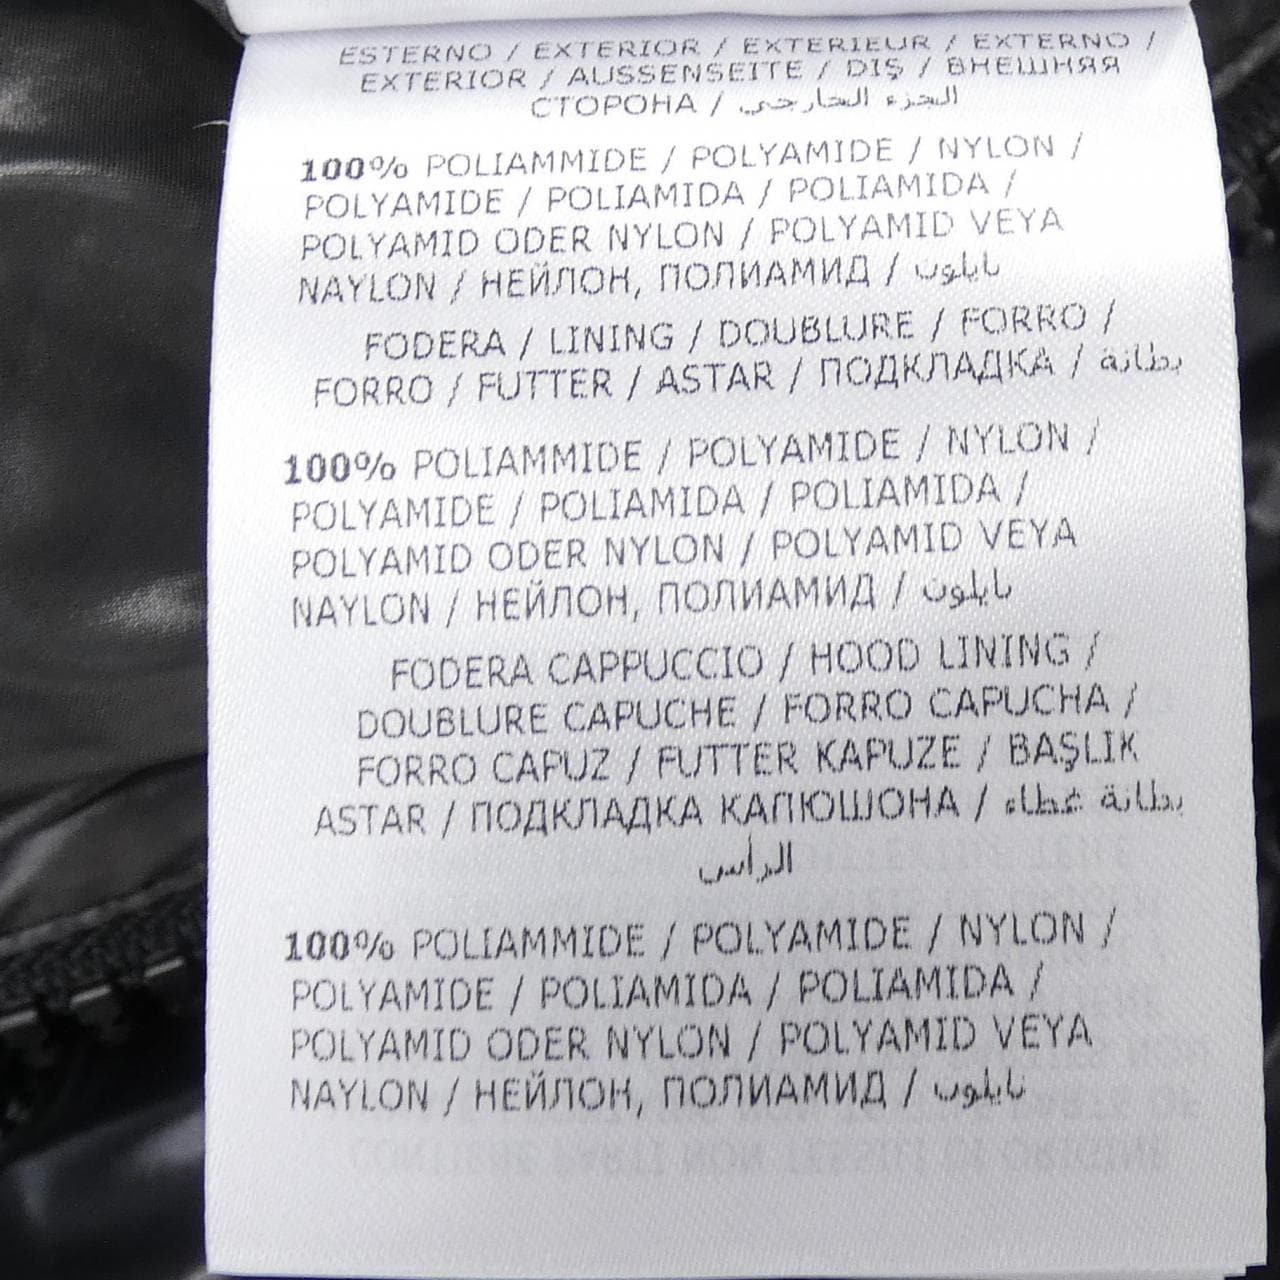 ESTERNO / EXTERIOR / EXTERIEUR / EXTERNO /
EXTERIOR / AUSSENSEITE / DIŞ / ВНЕШНЯЯ
СТОРОНА / الجزء الخارجي
100% POLIAMMIDE / POLYAMIDE / NYLON /
POLYAMIDE / POLIAMIDA / POLIAMIDA /
POLYAMID ODER NYLON / POLYAMID VEYA
NAYLON / НЕЙЛОН, ПОЛИАМИД / نايلون
FODERA / LINING / DOUBLURE / FORRO /
FORRO / FUTTER / ASTAR / ПОДКЛАДКА / بطانة
100% POLIAMMIDE / POLYAMIDE / NYLON /
POLYAMIDE / POLIAMIDA / POLIAMIDA /
POLYAMID ODER NYLON / POLYAMID VEYA
NAYLON / НЕЙЛОН, ПОЛИАМИД / نايلون
FODERA CAPPUCCIO / HOOD LINING /
DOUBLURE CAPUCHE / FORRO CAPUCHA /
FORRO CAPUZ / FUTTER KAPUZE / BAŞLIK
ASTAR / ПОДКЛАДКА КАПЮШОНА / بطانة غطاء
الرأس
100% POLIAMMIDE / POLYAMIDE / NYLON /
POLYAMIDE / POLIAMIDA / POLIAMIDA /
POLYAMID ODER NYLON / POLYAMID VEYA
NAYLON / НЕЙЛОН, ПОЛИАМИД / نايلون